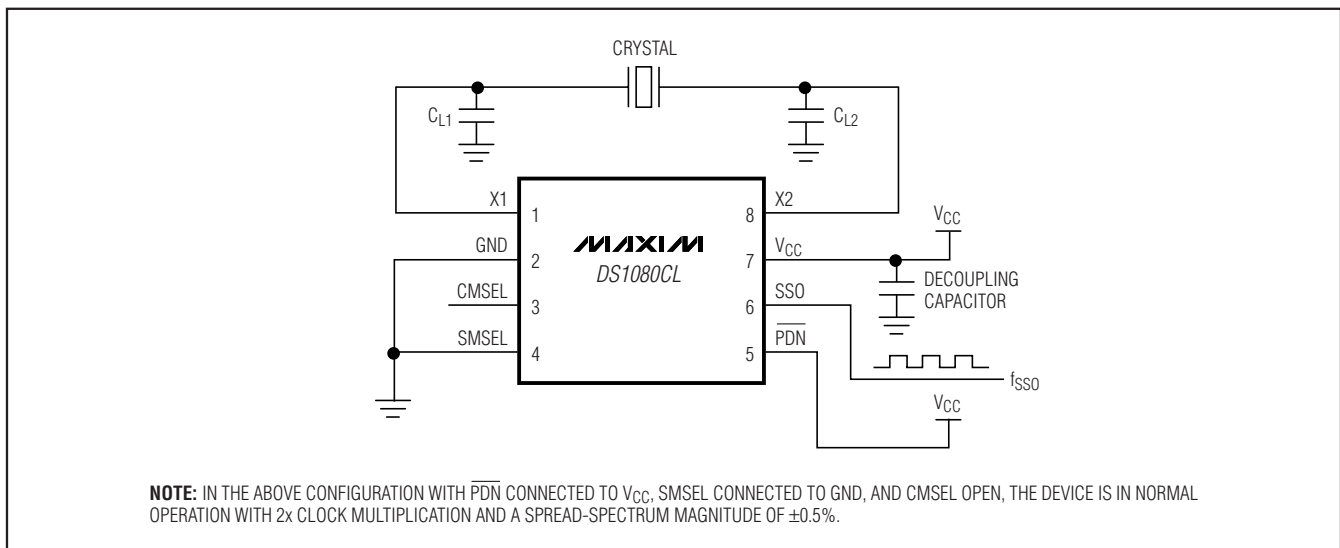 CRYSTAL
CL1
CL2
X1
X2
1
8
VCC
GND
MAXIM
VCC
2
7
DS1080CL
DECOUPLING
CAPACITOR
CMSEL
SSO
3
6
SMSEL
PDN
4
5
fSSO
VCC
NOTE: IN THE ABOVE CONFIGURATION WITH PDN CONNECTED TO VCC, SMSEL CONNECTED TO GND, AND CMSEL OPEN, THE DEVICE IS IN NORMAL
OPERATION WITH 2x CLOCK MULTIPLICATION AND A SPREAD-SPECTRUM MAGNITUDE OF ±0.5%.